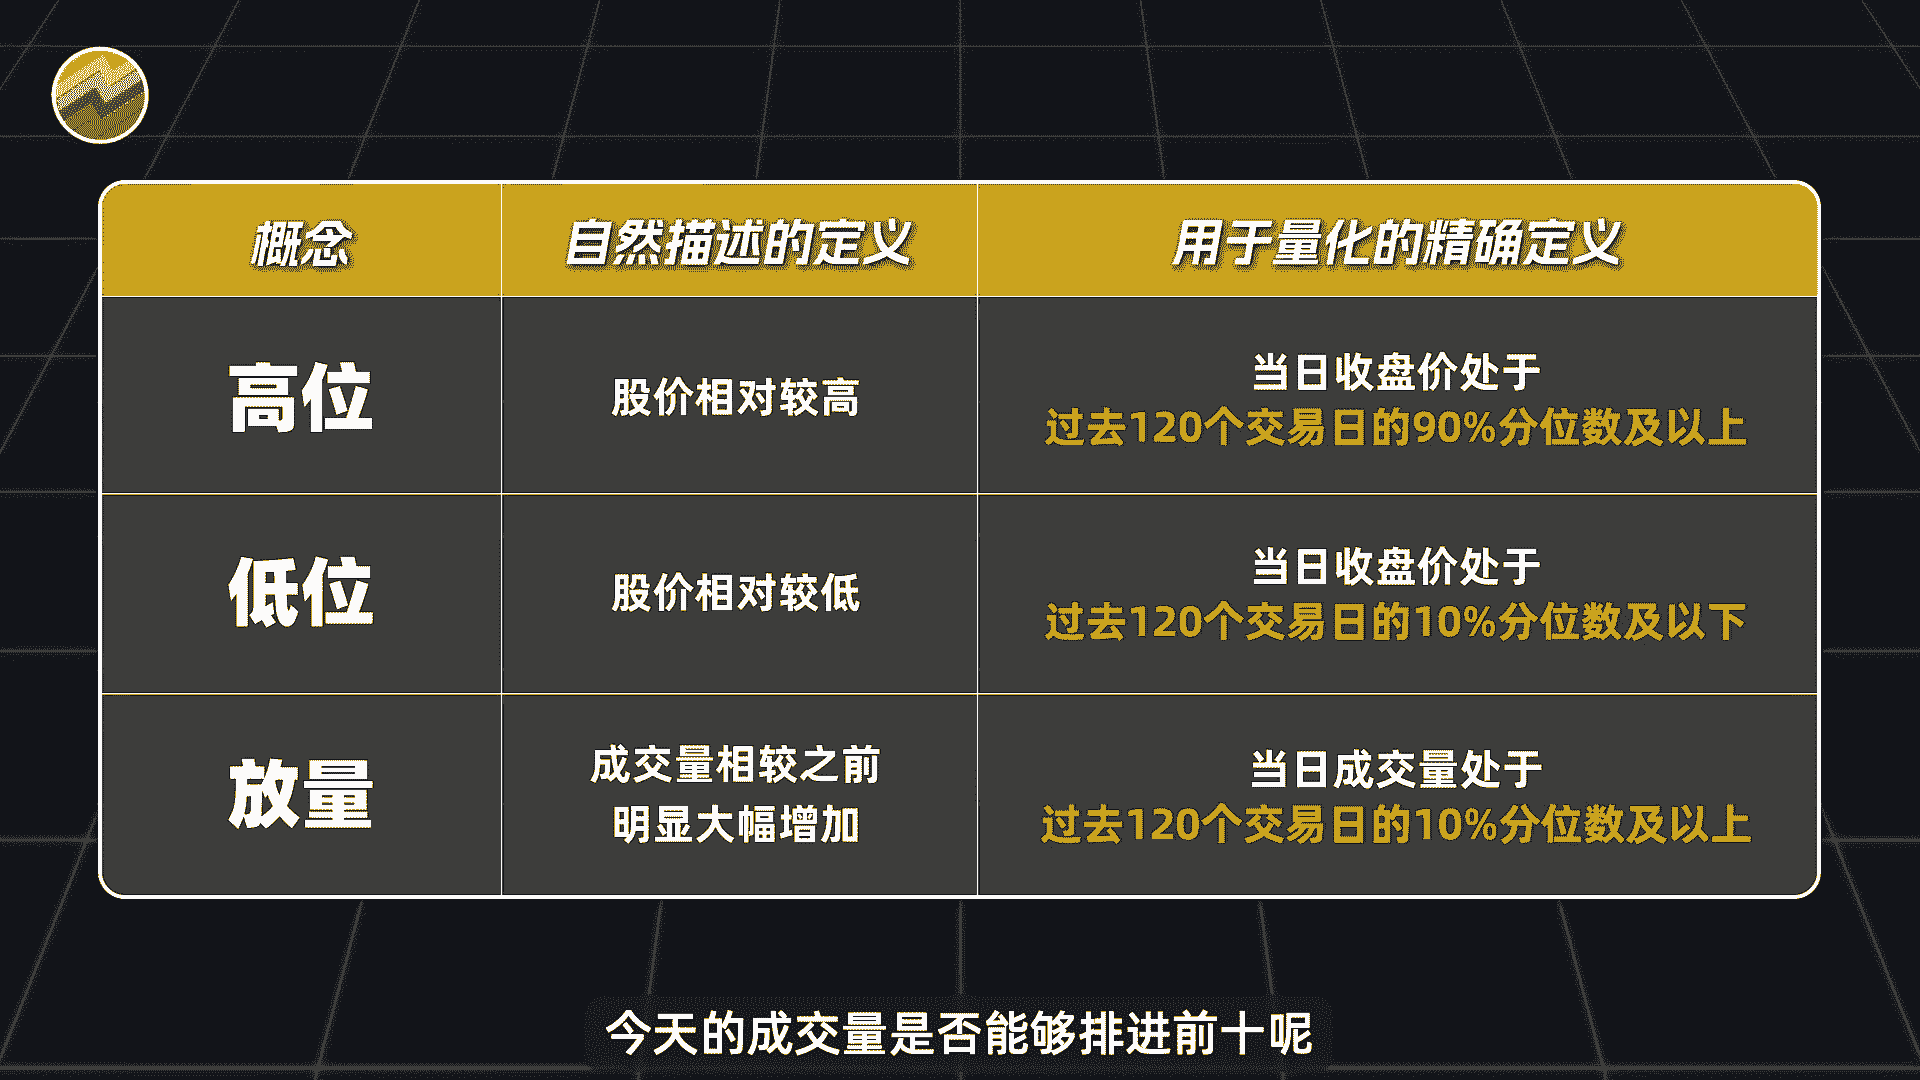 概念
自然描述的定义
用于量化的精确定义
高位
股价相对较高
当日收盘价处于
过去120个交易日的90%分位数及以上
低位
股价相对较低
当日收盘价处于
过去120个交易日的10%分位数及以下
放量
成交量相较之前
明显大幅增加
当日成交量处于
过去120个交易日的10%分位数及以上
今天的成交量是否能够排进前十呢